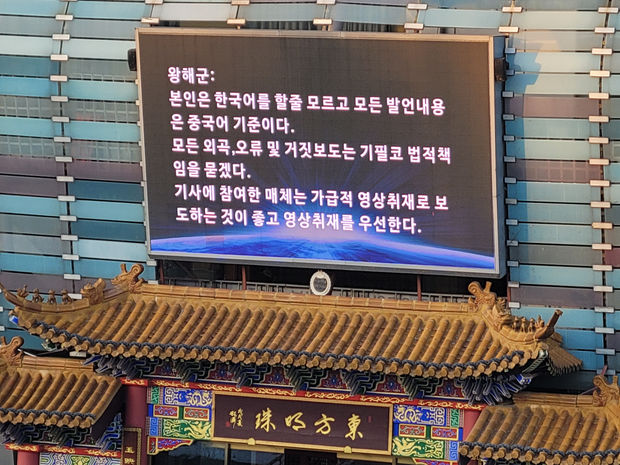 왕해군:
본인은 한국어를 할줄 모르고 모든 발언내용
은 중국어 기준이다.
모든 외곡,오류 및 거짓보도는 기필코 법적책
임을 묻겠다.
기사에 참여한 매체는 가급적 영상취재로 보
도하는 것이 좋고 영상취재를 우선한다.
珠明方東